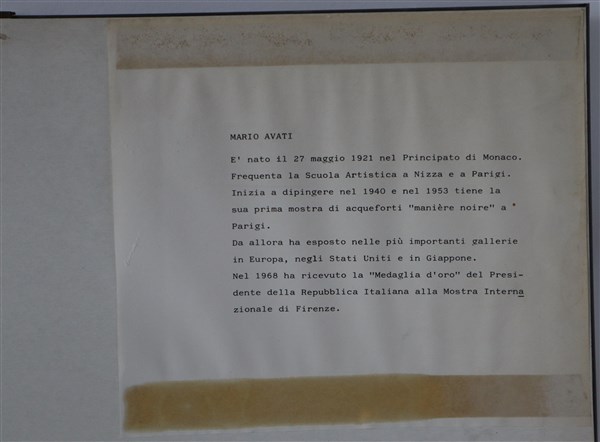 MARIO AVATI
E' nato il 27 maggio 1921 nel Principato di Monaco.
Frequenta la Scuola Artistica a Nizza e a Parigi.
Inizia a dipingere nel 1940 e nel 1953 tiene la
sua prima mostra di acqueforti "manière noire" a
Parigi.
Da allora ha esposto nelle più importanti gallerie
in Europa, negli Stati Uniti e in Giappone.
Nel 1968 ha ricevuto la "Medaglia d'oro" del Presi-
dente della Repubblica Italiana alla Mostra Interna
zionale di Firenze.